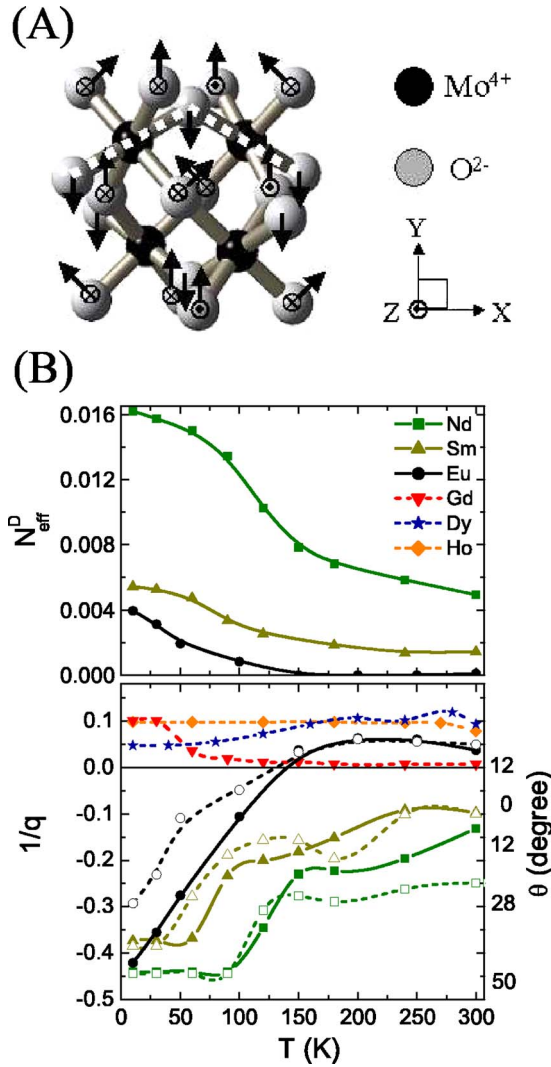 (A)
Mo⁴⁺
O²⁻
Y
Z X
(B)
0.016
0.012
0.008
0.004
0.000
N^D_eff
Nd
Sm
Eu
Gd
Dy
Ho
0.1
0.0
-0.1
-0.2
-0.3
-0.4
-0.5
1/q
12
0
12
28
50
θ (degree)
0 50 100 150 200 250 300
T (K)